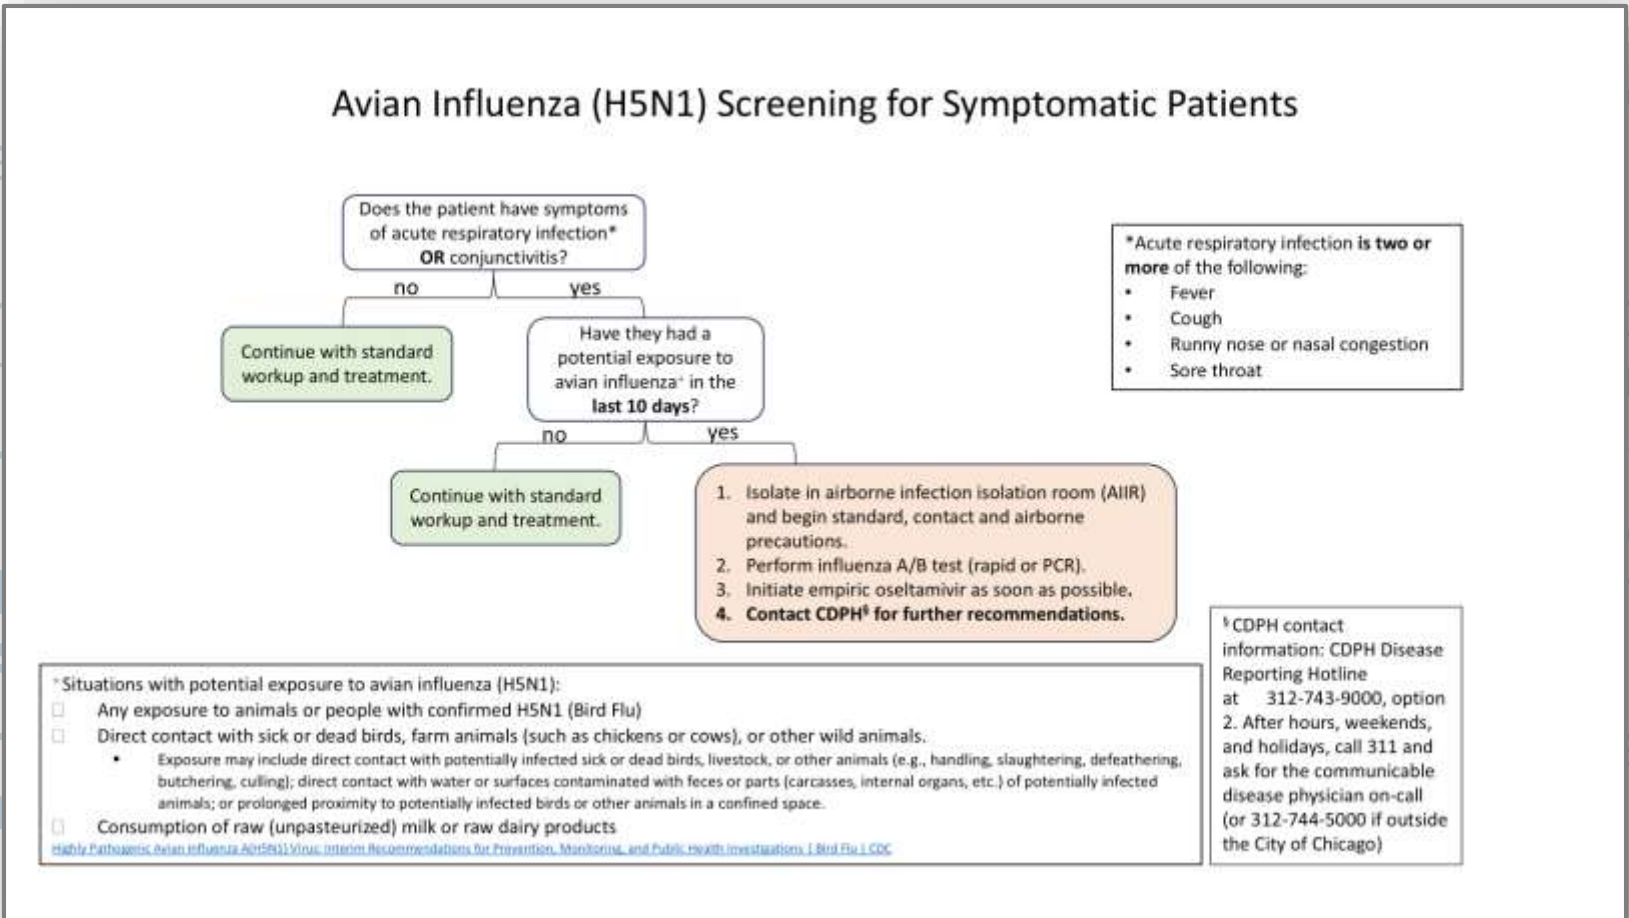 Avian Influenza (H5N1) Screening for Symptomatic Patients
Does the patient have symptoms
of acute respiratory infection*
OR conjunctivitis?
no
yes
Continue with standard
workup and treatment.
Have they had a
potential exposure to
avian influenza⁺ in the
last 10 days?
no
yes
Continue with standard
workup and treatment.
1. Isolate in airborne infection isolation room (AIIR)
and begin standard, contact and airborne
precautions.
2. Perform influenza A/B test (rapid or PCR).
3. Initiate empiric oseltamivir as soon as possible.
4. Contact CDPH§ for further recommendations.
*Acute respiratory infection is two or
more of the following:
• Fever
• Cough
• Runny nose or nasal congestion
• Sore throat
⁺Situations with potential exposure to avian influenza (H5N1):
□ Any exposure to animals or people with confirmed H5N1 (Bird Flu)
□ Direct contact with sick or dead birds, farm animals (such as chickens or cows), or other wild animals.
▪ Exposure may include direct contact with potentially infected sick or dead birds, livestock, or other animals (e.g., handling, slaughtering, defeathering,
butchering, culling); direct contact with water or surfaces contaminated with feces or parts (carcasses, internal organs, etc.) of potentially infected
animals; or prolonged proximity to potentially infected birds or other animals in a confined space.
□ Consumption of raw (unpasteurized) milk or raw dairy products
Highly Pathogenic Avian Influenza A(H5N1) Virus: Interim Recommendations for Prevention, Monitoring, and Public Health Investigations | Bird Flu | CDC
§ CDPH contact
information: CDPH Disease
Reporting Hotline
at 312-743-9000, option
2. After hours, weekends,
and holidays, call 311 and
ask for the communicable
disease physician on-call
(or 312-744-5000 if outside
the City of Chicago)